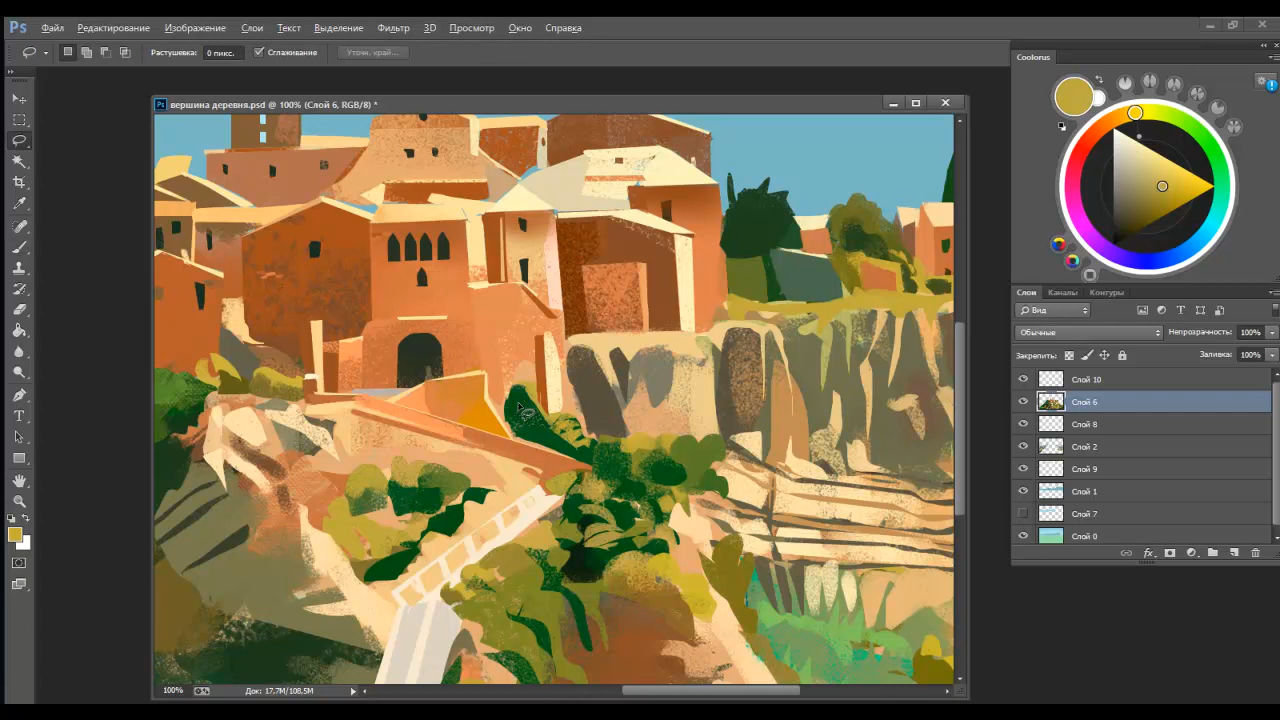 Ps Файл Редактирование Изображение Слои Текст Выделение Фильтр 3D Просмотр Окно Справка
Растушевка: 0 пикс. Сглаживание Уточн. край...
Coolorus
Ps вершина деревня.psd @ 100% (Слой 6, RGB/8) *
Слои Каналы Контуры
Вид
Обычные Непрозрачность: 100%
Закрепить: Заливка: 100%
Слой 10
Слой 6
Слой 8
Слой 2
Слой 9
Слой 1
Слой 7
Слой 0
fx
T
100% Док: 17,7M/108,5M